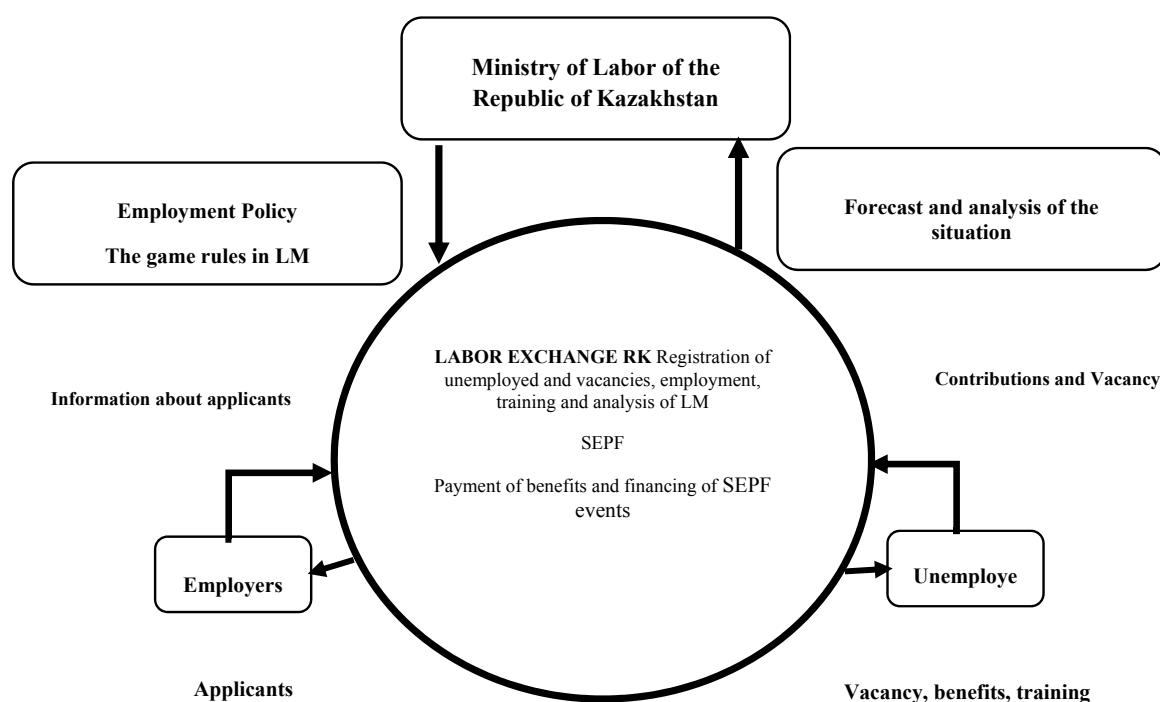 Ministry of Labor of the
Republic of Kazakhstan
Employment Policy
The game rules in LM
Forecast and analysis of the
situation
LABOR EXCHANGE RK Registration of
unemployed and vacancies, employment,
training and analysis of LM
SEPF
Payment of benefits and financing of SEPF
events
Information about applicants
Contributions and Vacancy
Employers
Unemploye
Applicants
Vacancy, benefits, training